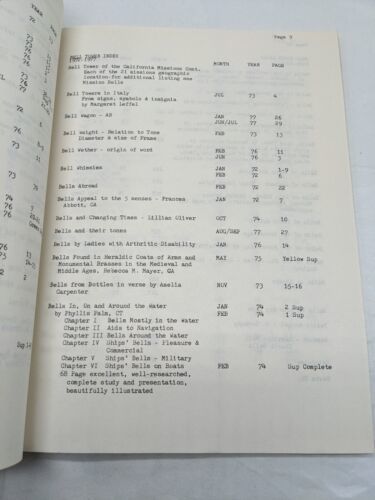 Page 9
BELL TOWER INDEX
1972-1977
MONTH YEAR PAGE
Bell Tower of the California Missions Cont.
Each of the 21 missions geographic
location for additional listing one
Mission Bells
Bell Towers in Italy JUL 73 4
From signs, symbols & insignia
by Margaret Leffel
Bell Wagon - AR JAN 77 26
JUN/JUL 77 29
Bell weight - Relation to Tone FEB 73 13
Diameter & size of Frame
Bell Wether - origin of word FEB 76 11
JUN 76 3
Bell Whimsies JAN 72 1-9
FEB 72 6
Bells Abroad FEB 72 22
Bells Appeal to the 5 senses - Frances JAN 72 7
Abbott, CA
Bells and Changing Times - Lillian Oliver OCT 74 10
Bells and their tones AUG/SEP 77 27
Bells by Ladies with Arthritic Disability JAN 76 14
Bells Found in Heraldic Coats of Arms and MAY 75 Yellow Sup
Monumental Brasses in the Medieval and
Middle Ages, Rebecca M. Mayer, GA
Bells from Bottles in verse by Amelia NOV 73 15-16
Carpenter
Bells In, On and Around the Water JAN 74 2 Sup
by Phyllis Palm, CT FEB 74 1 Sup
Chapter I Bells Mostly in the Water
Chapter II Aids to Navigation
Chapter III Bells Around the Water
Chapter IV Ships' Bells - Pleasure &
Commercial
Chapter V Ships' Bells - Military
Chapter VI Ships' Bells on Boats FEB 74 Sup Complete
68 Page excellent, well-researched,
complete study and presentation,
beautifully illustrated